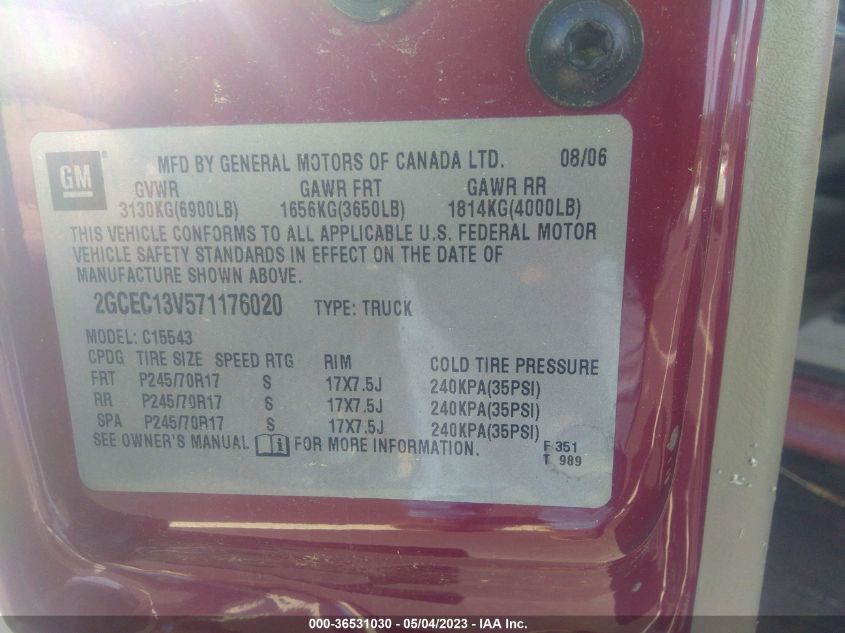 GM ® MFD BY GENERAL MOTORS OF CANADA LTD. 08/06
GVWR GAWR FRT GAWR RR
3130KG(6900LB) 1656KG(3650LB) 1814KG(4000LB)
THIS VEHICLE CONFORMS TO ALL APPLICABLE U.S. FEDERAL MOTOR
VEHICLE SAFETY STANDARDS IN EFFECT ON THE DATE OF
MANUFACTURE SHOWN ABOVE.
2GCEC13V571176020 TYPE: TRUCK
MODEL: C15543
CPDG TIRE SIZE SPEED RTG RIM COLD TIRE PRESSURE
FRT P245/70R17 S 17X7.5J 240KPA(35PSI)
RR P245/70R17 S 17X7.5J 240KPA(35PSI)
SPA P245/70R17 S 17X7.5J 240KPA(35PSI)
SEE OWNER'S MANUAL FOR MORE INFORMATION.
F 351
T 989
000-36531030 - 05/04/2023 - IAA Inc.